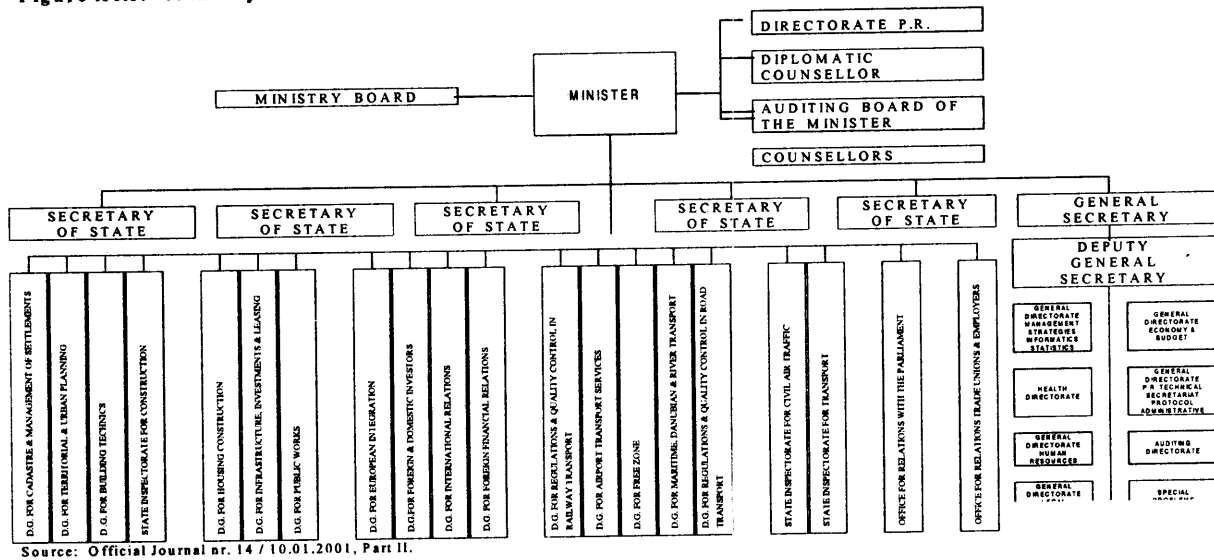 DIRECTORATE P.R.
DIPLOMATIC
COUNSELLOR
MINISTRY BOARD
MINISTER
AUDITING BOARD OF
THE MINISTER
COUNSELLORS
SECRETARY
OF STATE
SECRETARY
OF STATE
SECRETARY
OF STATE
SECRETARY
OF STATE
SECRETARY
OF STATE
GENERAL
SECRETARY
DEPUTY
GENERAL
SECRETARY
D.G. FOR CADASTRE & MANAGEMENT OF SETTLEMENTS
D.G. FOR TERRITORIAL & URBAN PLANNING
D.G. FOR BUILDING TECHNICS
STATE INSPECTORATE FOR CONSTRUCTION
D.G. FOR HOUSING CONSTRUCTION
D.G. FOR INFRASTRUCTURE, INVESTMENTS & LEASING
D.G. FOR PUBLIC WORKS
D.G. FOR EUROPEAN INTEGRATION
D.G.FOR FOREIGN & DOMESTIC INVESTORS
D.G. FOR INTERNATIONAL RELATIONS
D.G. FOR FOREIGN FINANCIAL RELATIONS
D.G. FOR REGULATIONS & QUALITY CONTROL IN
RAILWAY TRANSPORT
D.G. FOR AIRPORT TRANSPORT SERVICES
D.G. FOR FREE ZONE
D.G. FOR MARITIME, DANUBIAN & RIVER TRANSPORT
D.G. FOR REGULATIONS & QUALITY CONTROL IN ROAD
TRANSPORT
STATE INSPECTORATE FOR CIVIL AIR TRAFFIC
STATE INSPECTORATE FOR TRANSPORT
OFFICE FOR RELATIONS WITH THE PARLIAMENT
OFFICE FOR RELATIONS TRADE UNIONS & EMPLOYERS
GENERAL
DIRECTORATE
MANAGEMENT
STRATEGIES
INFORMATICS
STATISTICS
GENERAL
DIRECTORATE
ECONOMY &
BUDGET
HEALTH
DIRECTORATE
GENERAL
DIRECTORATE
P.R. TECHNICAL
SECRETARIAT
PROTOCOL
ADMINISTRATIVE
GENERAL
DIRECTORATE
HUMAN
RESOURCES
AUDITING
DIRECTORATE
GENERAL
DIRECTORATE
SPECIAL
Source: Official Journal nr. 14 / 10.01.2001, Part II.